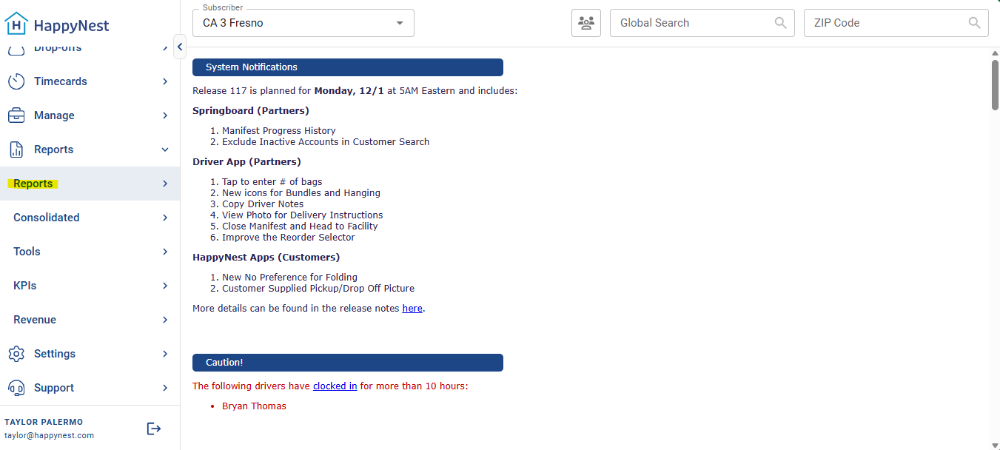 HappyNest
Drop-offs
Timecards
Manage
Reports
Reports
Consolidated
Tools
KPIs
Revenue
Settings
Support
TAYLOR PALERMO
taylor@happynest.com
Subscriber
CA 3 Fresno
Global Search
ZIP Code
System Notifications
Release 117 is planned for Monday, 12/1 at 5AM Eastern and includes:
Springboard (Partners)
1. Manifest Progress History
2. Exclude Inactive Accounts in Customer Search
Driver App (Partners)
1. Tap to enter # of bags
2. New icons for Bundles and Hanging
3. Copy Driver Notes
4. View Photo for Delivery Instructions
5. Close Manifest and Head to Facility
6. Improve the Reorder Selector
HappyNest Apps (Customers)
1. New No Preference for Folding
2. Customer Supplied Pickup/Drop Off Picture
More details can be found in the release notes here.
Caution!
The following drivers have clocked in for more than 10 hours:
• Bryan Thomas